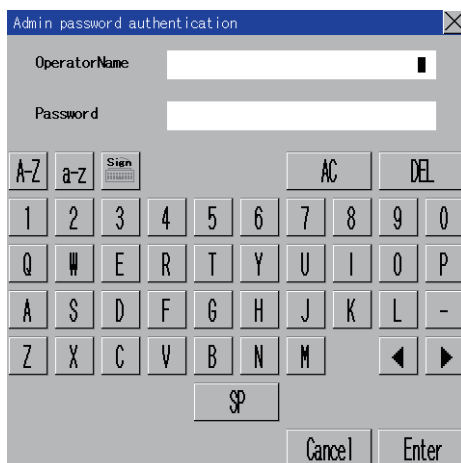 Admin password authentication
OperatorName
Password
A-Z a-z Sign AC DEL
1 2 3 4 5 6 7 8 9 0
Q W E R T Y U I O P
A S D F G H J K L -
Z X C V B N M ◀ ▶
SP
Cancel Enter